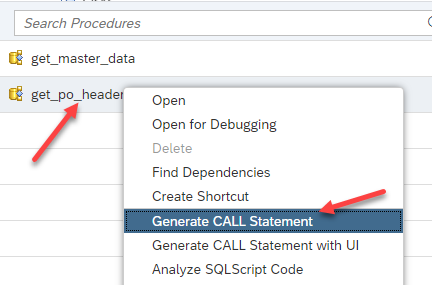 Search Procedures
get_master_data
get_po_header
Open
Open for Debugging
Delete
Find Dependencies
Create Shortcut
Generate CALL Statement
Generate CALL Statement with UI
Analyze SQLScript Code